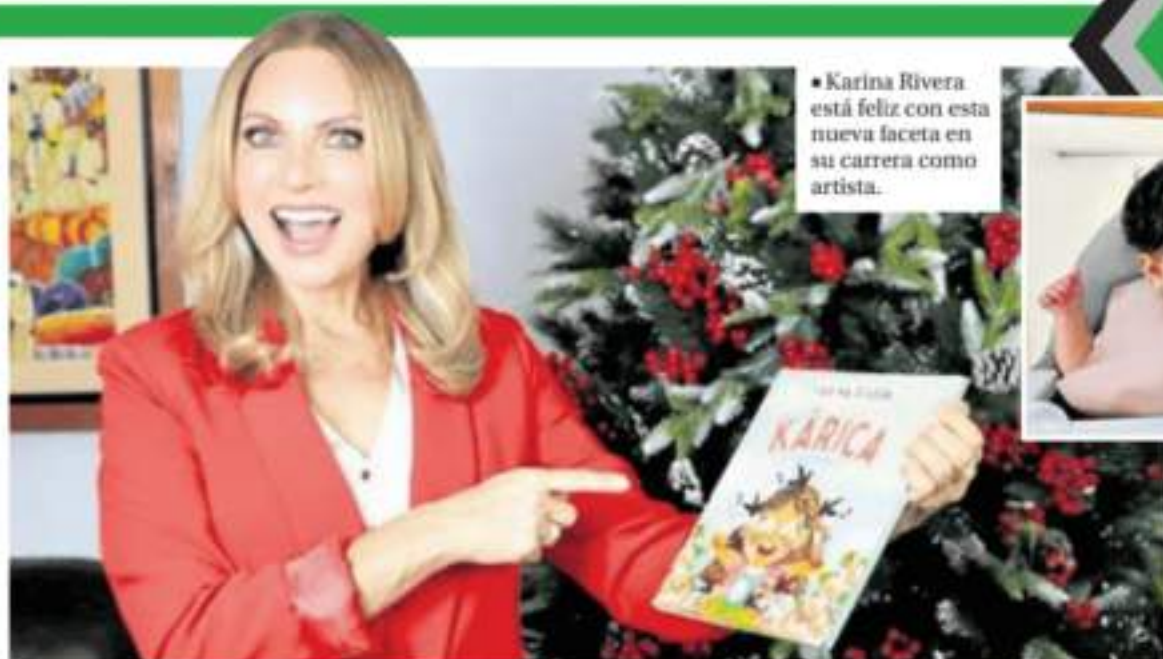 ▪ Karina Rivera
está feliz con esta
nueva faceta en
su carrera como
artista.
KÁRICA